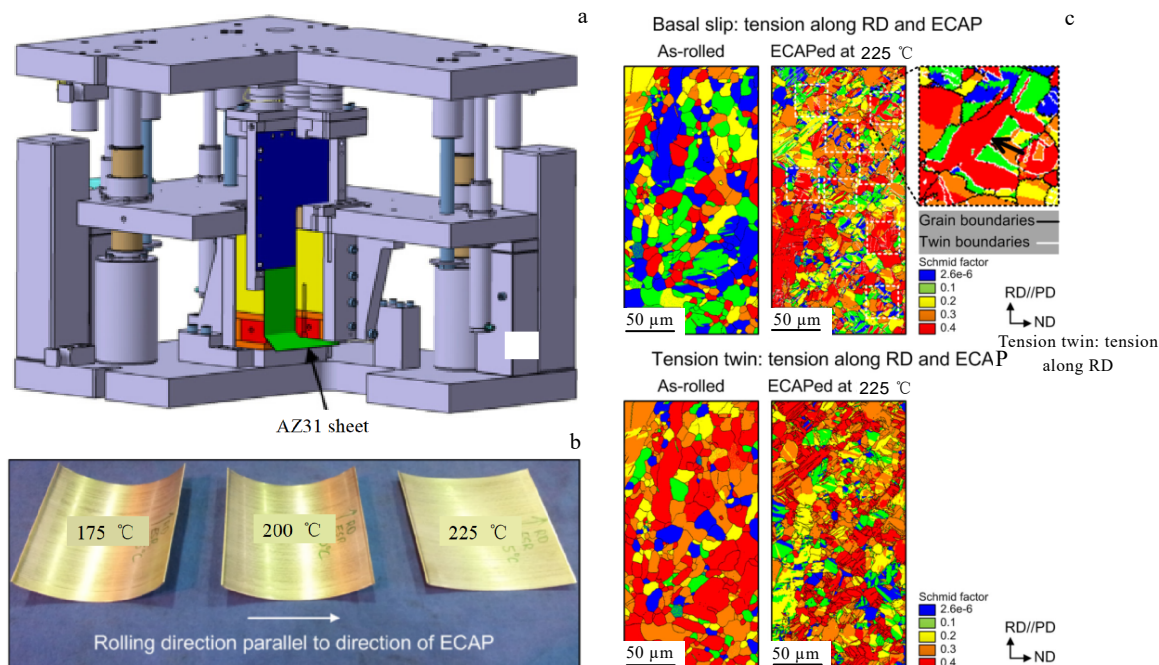 a
AZ31 sheet
b
175 ℃
200 ℃
225 ℃
Rolling direction parallel to direction of ECAP
c
Basal slip: tension along RD and ECAP
As-rolled
ECAPed at 225 ℃
Grain boundaries
Twin boundaries
Schmid factor
2.6e-6
0.1
0.2
0.3
0.4
RD//PD
ND
50 µm
50 µm
Tension twin: tension
along RD
Tension twin: tension along RD and ECAP
As-rolled
ECAPed at 225 ℃
Schmid factor
2.6e-6
0.1
0.2
0.3
0.4
RD//PD
ND
50 µm
50 µm